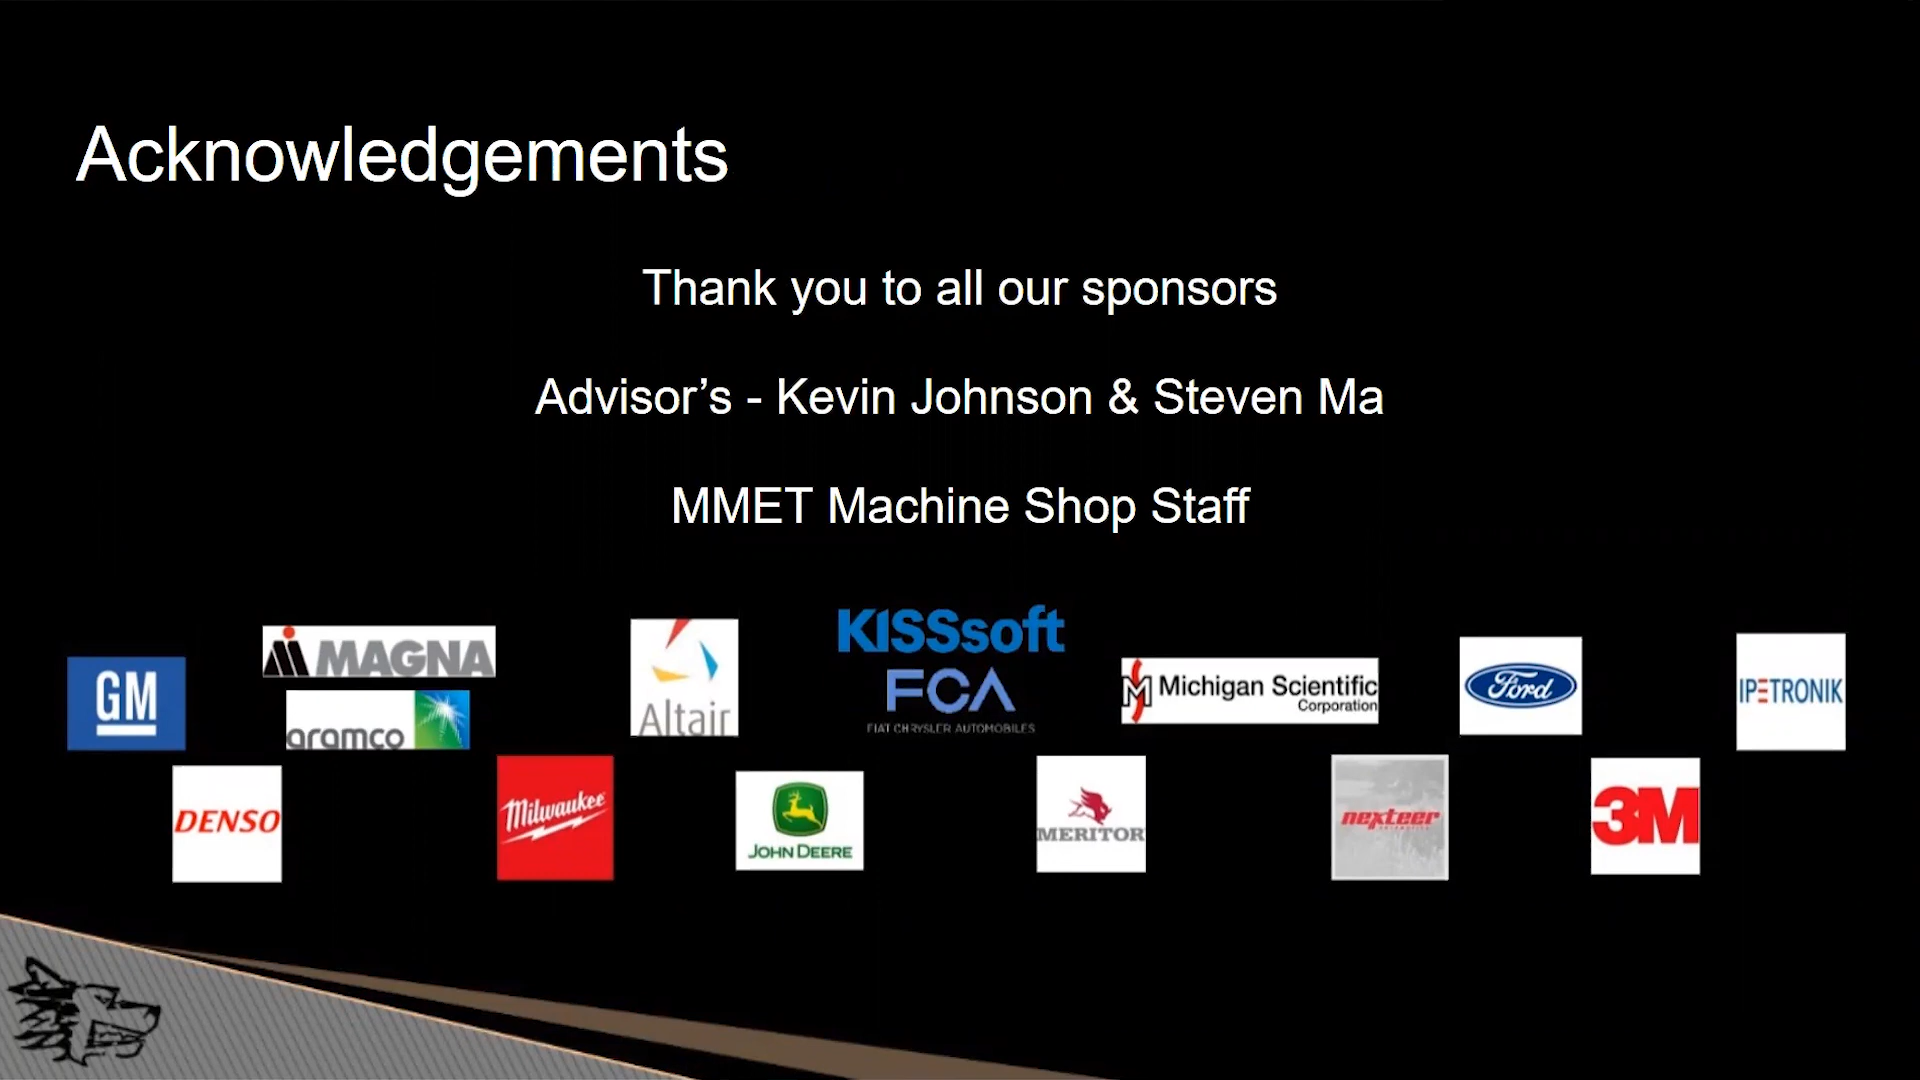 Acknowledgements
Thank you to all our sponsors
Advisor’s - Kevin Johnson & Steven Ma
MMET Machine Shop Staff
GM
MAGNA
aramco
Altair
KISSsoft
FCA
FIAT CHRYSLER AUTOMOBILES
Michigan Scientific
Corporation
Ford
IPETRONIK
DENSO
Milwaukee
JOHN DEERE
MERITOR
nexteer
3M